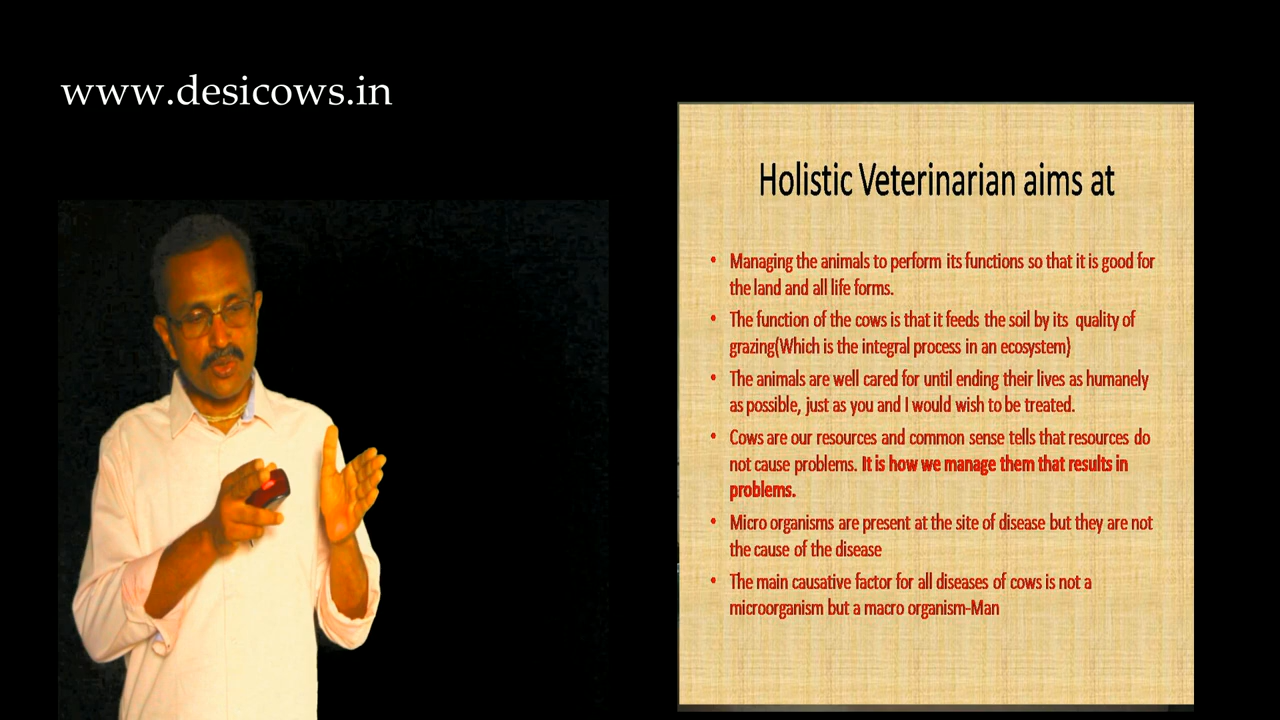 www.desicows.in
Holistic Veterinarian aims at
• Managing the animals to perform its functions so that it is good for
the land and all life forms.
• The function of the cows is that it feeds the soil by its quality of
grazing(Which is the integral process in an ecosystem)
• The animals are well cared for until ending their lives as humanely
as possible, just as you and I would wish to be treated.
• Cows are our resources and common sense tells that resources do
not cause problems. It is how we manage them that results in
problems.
• Micro organisms are present at the site of disease but they are not
the cause of the disease
• The main causative factor for all diseases of cows is not a
microorganism but a macro organism-Man